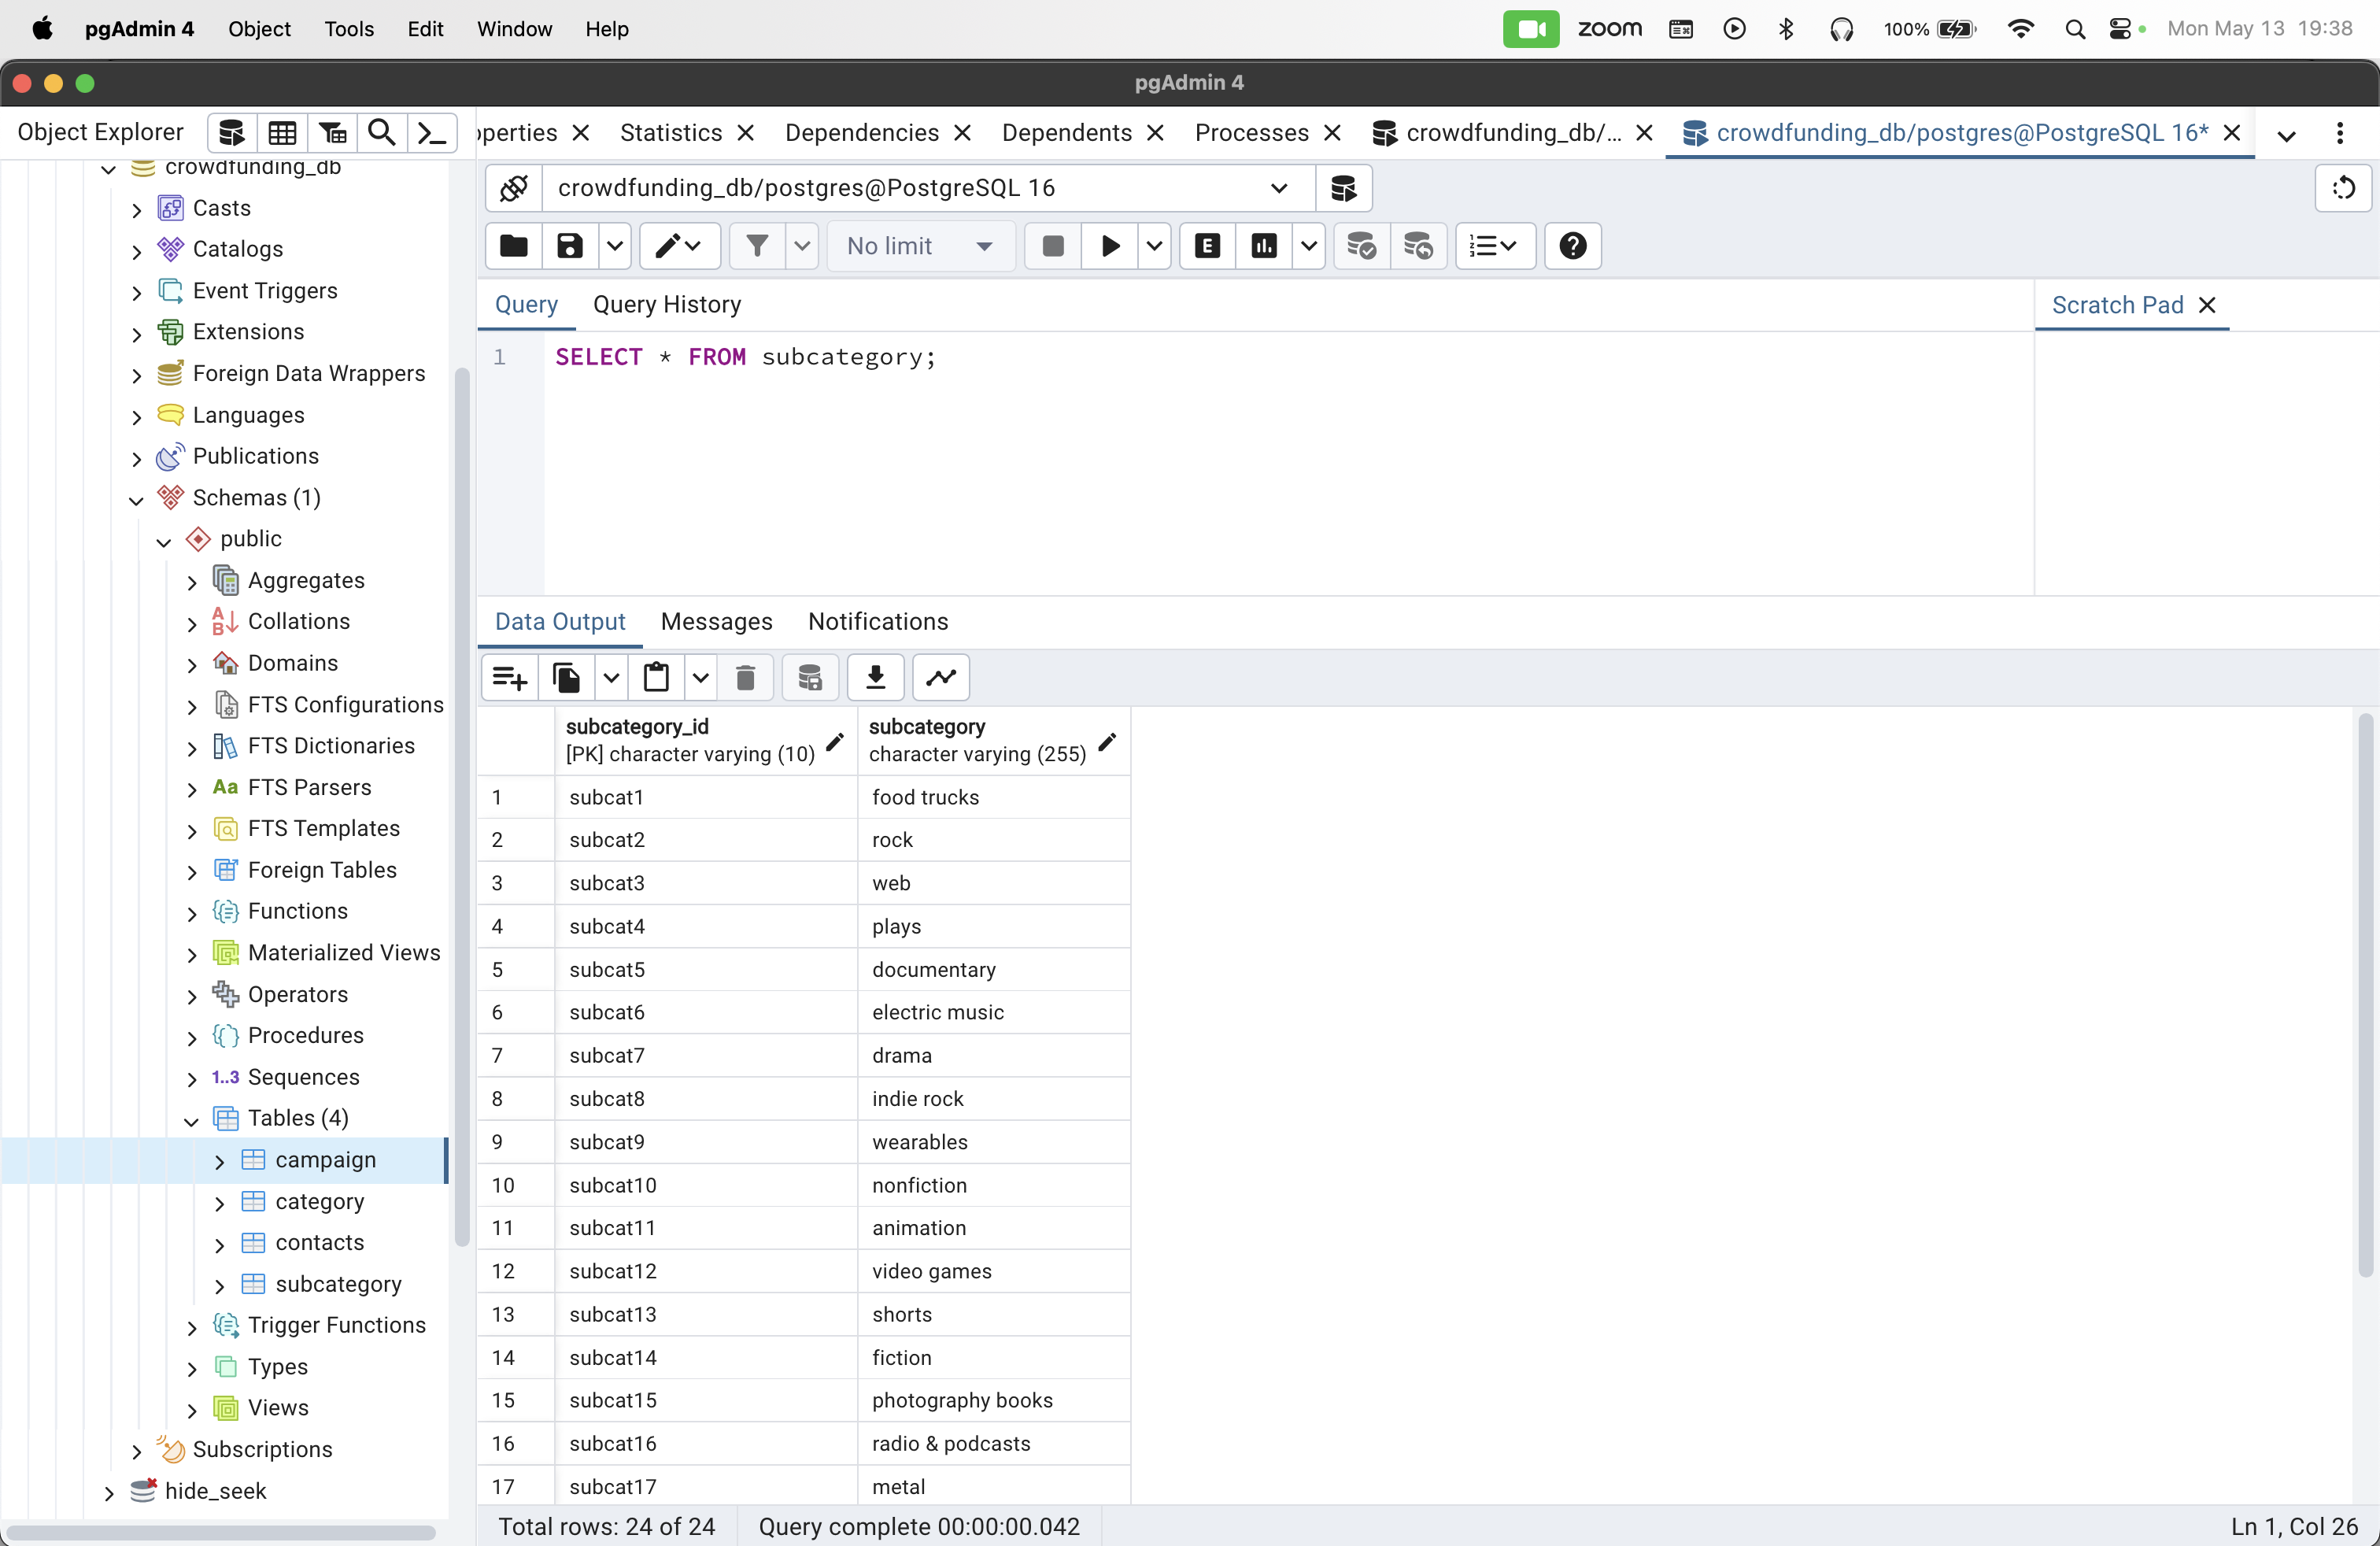 pgAdmin 4 Object Tools Edit Window Help zoom 100% Mon May 13 19:38
pgAdmin 4
Object Explorer
operties Statistics Dependencies Dependents Processes crowdfunding_db/... crowdfunding_db/postgres@PostgreSQL 16*
crowdfunding_db
Casts
Catalogs
Event Triggers
Extensions
Foreign Data Wrappers
Languages
Publications
Schemas (1)
public
Aggregates
Collations
Domains
FTS Configurations
FTS Dictionaries
Aa FTS Parsers
FTS Templates
Foreign Tables
Functions
Materialized Views
Operators
Procedures
1..3 Sequences
Tables (4)
campaign
category
contacts
subcategory
Trigger Functions
Types
Views
Subscriptions
hide_seek
crowdfunding_db/postgres@PostgreSQL 16
No limit E
Query Query History
Scratch Pad
1 SELECT * FROM subcategory;
Data Output Messages Notifications
subcategory_id subcategory
[PK] character varying (10) character varying (255)
1 subcat1 food trucks
2 subcat2 rock
3 subcat3 web
4 subcat4 plays
5 subcat5 documentary
6 subcat6 electric music
7 subcat7 drama
8 subcat8 indie rock
9 subcat9 wearables
10 subcat10 nonfiction
11 subcat11 animation
12 subcat12 video games
13 subcat13 shorts
14 subcat14 fiction
15 subcat15 photography books
16 subcat16 radio & podcasts
17 subcat17 metal
Total rows: 24 of 24 Query complete 00:00:00.042 Ln 1, Col 26